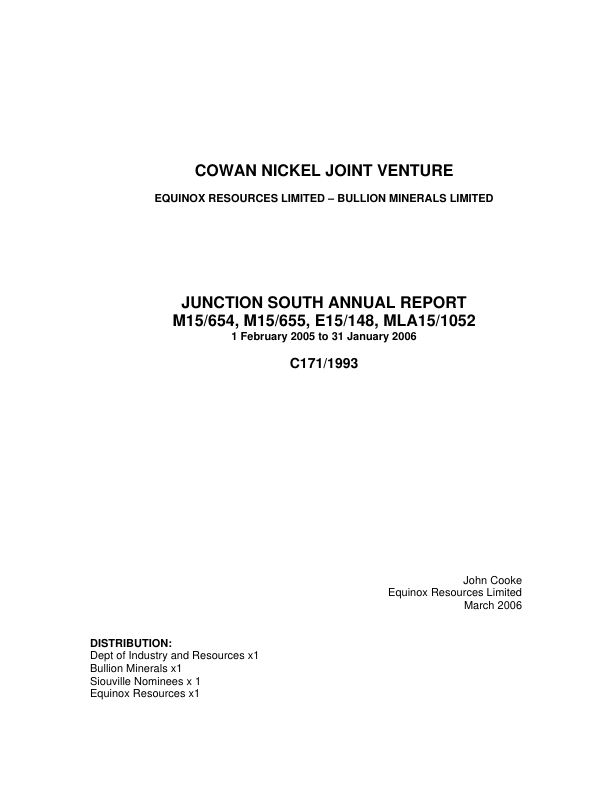 COWAN NICKEL JOINT VENTURE
EQUINOX RESOURCES LIMITED – BULLION MINERALS LIMITED
JUNCTION SOUTH ANNUAL REPORT
M15/654, M15/655, E15/148, MLA15/1052
1 February 2005 to 31 January 2006
C171/1993
John Cooke
Equinox Resources Limited
March 2006
DISTRIBUTION:
Dept of Industry and Resources x1
Bullion Minerals x1
Siouville Nominees x 1
Equinox Resources x1